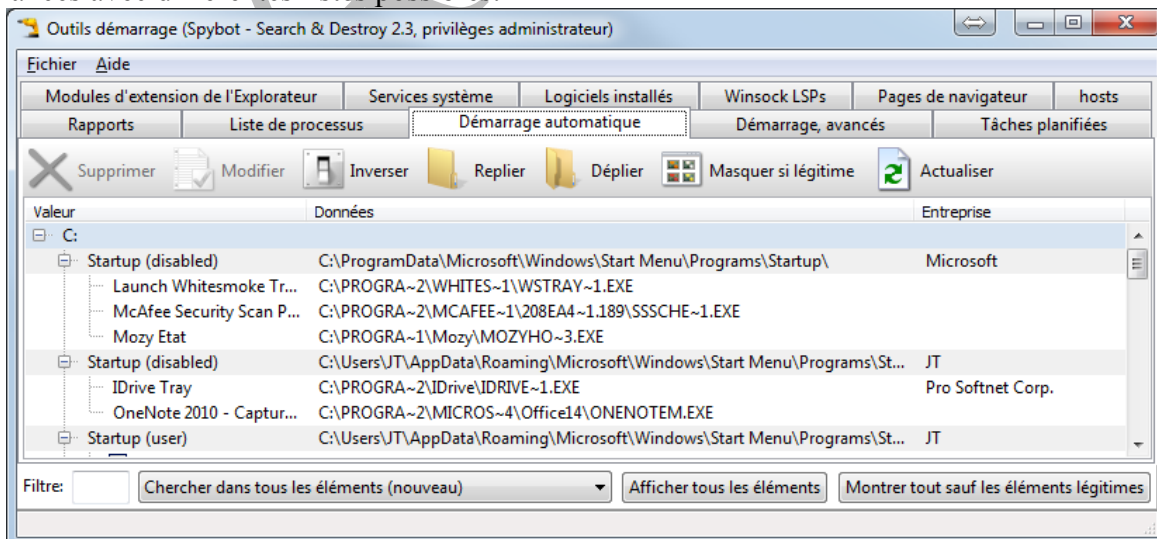 Outils démarrage (Spybot - Search & Destroy 2.3, privilèges administrateur)
Fichier Aide
Modules d'extension de l'Explorateur Services système Logiciels installés Winsock LSPs Pages de navigateur hosts
Rapports Liste de processus Démarrage automatique Démarrage, avancés Tâches planifiées
Supprimer Modifier Inverser Replier Déplier Masquer si légitime Actualiser
Valeur Données Entreprise
C:
Startup (disabled) C:\ProgramData\Microsoft\Windows\Start Menu\Programs\Startup\ Microsoft
Launch Whitesmoke Tr... C:\PROGRA~2\WHITES~1\WSTRAY~1.EXE
McAfee Security Scan P... C:\PROGRA~2\MCAFEE~1\208EA4~1.189\SSSCHE~1.EXE
Mozy Etat C:\PROGRA~1\Mozy\MOZYHO~3.EXE
Startup (disabled) C:\Users\JT\AppData\Roaming\Microsoft\Windows\Start Menu\Programs\St... JT
IDrive Tray C:\PROGRA~2\IDrive\IDRIVE~1.EXE Pro Softnet Corp.
OneNote 2010 - Captur... C:\PROGRA~2\MICROS~4\Office14\ONENOTEM.EXE
Startup (user) C:\Users\JT\AppData\Roaming\Microsoft\Windows\Start Menu\Programs\St... JT
Filtre: Chercher dans tous les éléments (nouveau) Afficher tous les éléments Montrer tout sauf les éléments légitimes